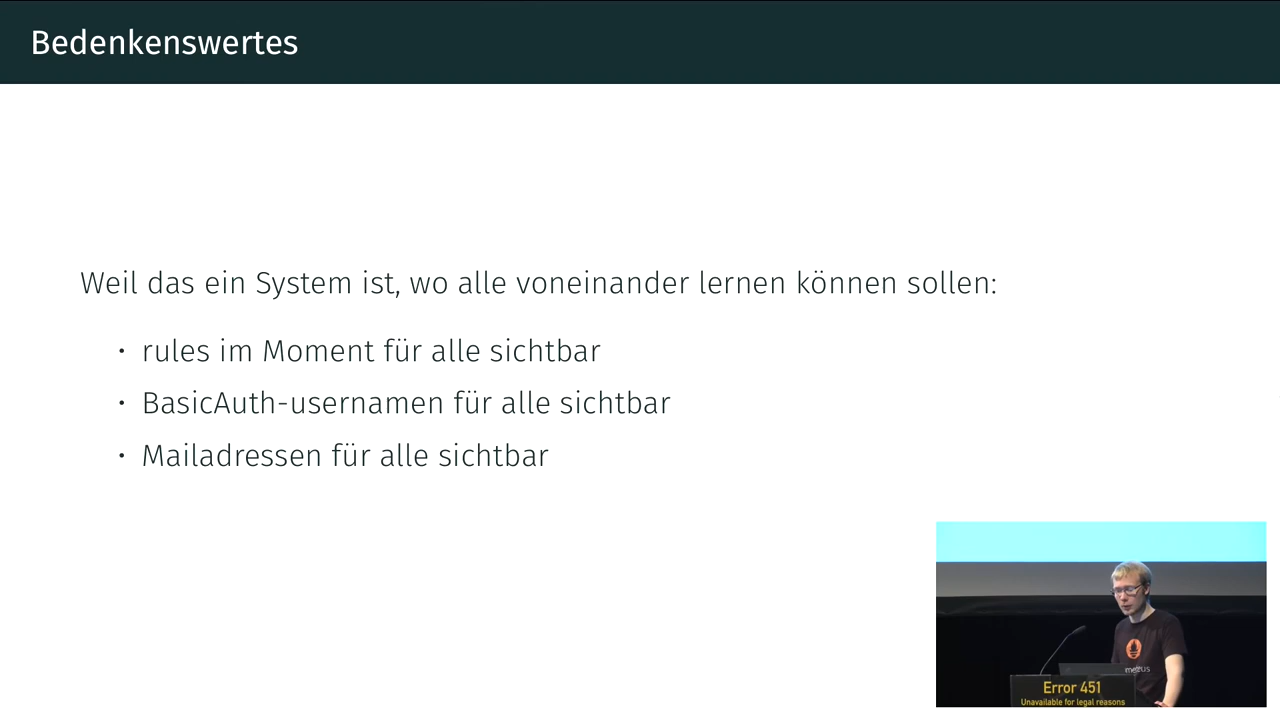 Bedenkenswertes
Weil das ein System ist, wo alle voneinander lernen können sollen:
• rules im Moment für alle sichtbar
• BasicAuth-usernamen für alle sichtbar
• Mailadressen für alle sichtbar
Error 451
Unavailable for legal reasons